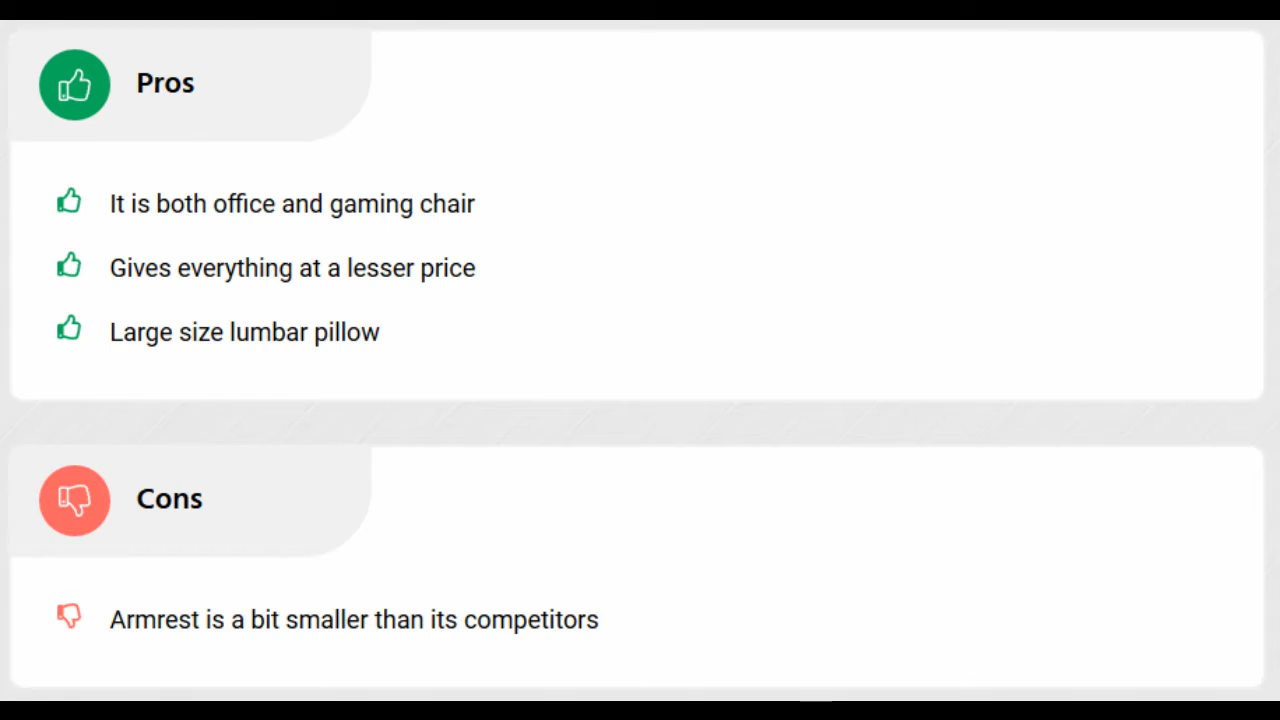 Pros
It is both office and gaming chair
Gives everything at a lesser price
Large size lumbar pillow
Cons
Armrest is a bit smaller than its competitors